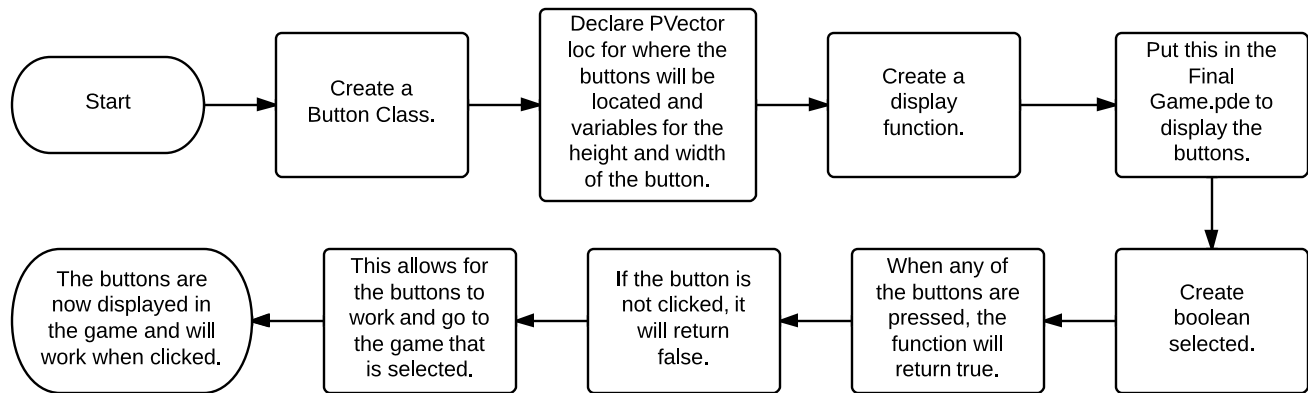 Start
Create a
Button Class.
Declare PVector
loc for where the
buttons will be
located and
variables for the
height and width
of the button.
Create a
display
function.
Put this in the
Final
Game.pde to
display the
buttons.
Create
boolean
selected.
When any of
the buttons are
pressed, the
function will
return true.
If the button is
not clicked, it
will return
false.
This allows for
the buttons to
work and go to
the game that
is selected.
The buttons are
now displayed in
the game and will
work when clicked.